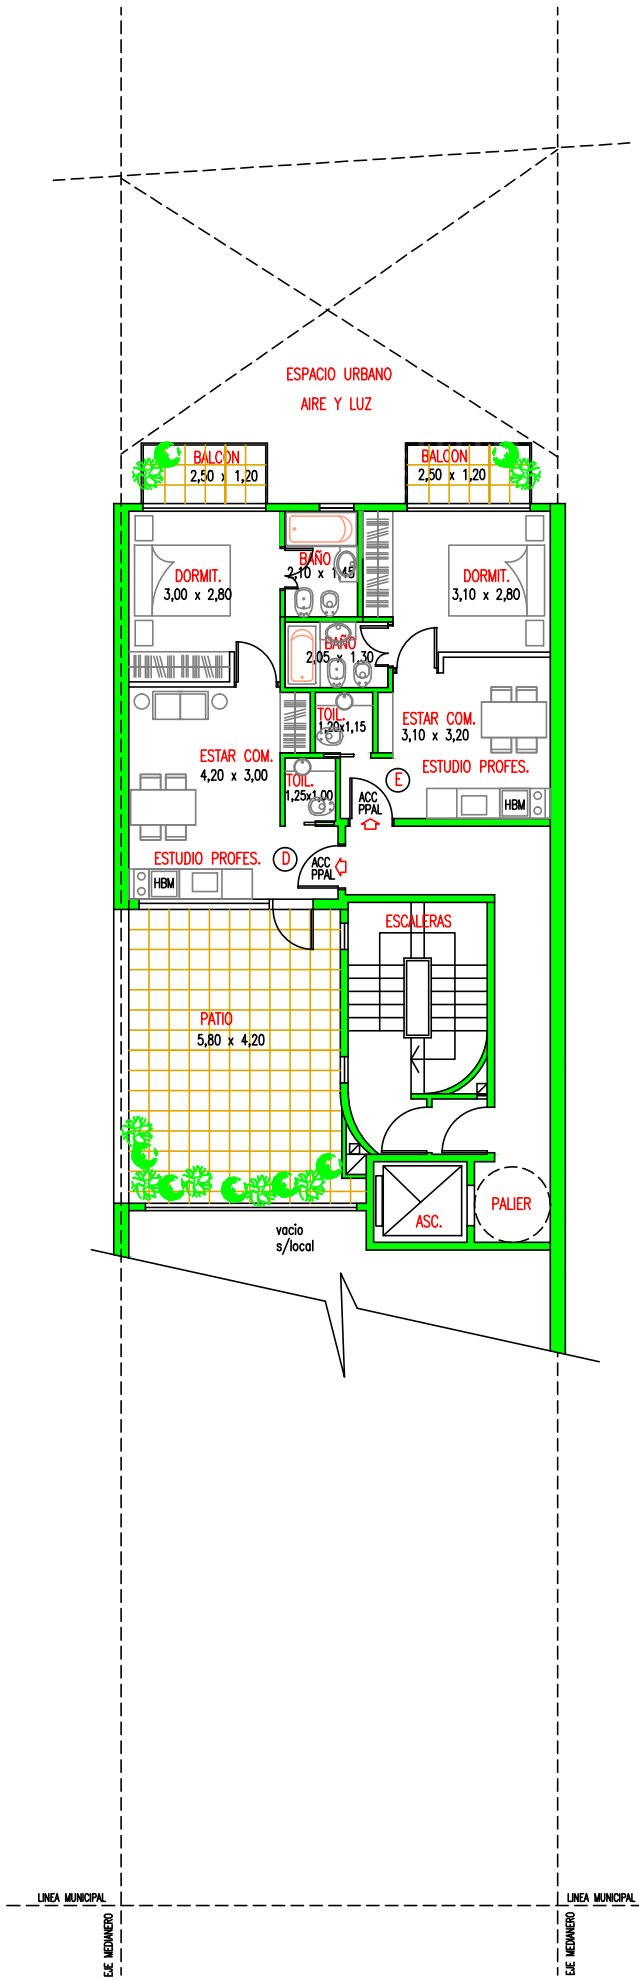 ESPACIO URBANO
AIRE Y LUZ
BALCON
2,50 x 1,20
BALCON
2,50 x 1,20
DORMIT.
3,00 x 2,80
BAÑO
2,10 x 1,45
DORMIT.
3,10 x 2,80
BAÑO
2,05 x 1,30
TOIL.
1,20x1,15
ESTAR COM.
3,10 x 3,20
ESTUDIO PROFES.
E
HBM
ACC
PPAL
ESTAR COM.
4,20 x 3,00
TOIL.
1,25x1,00
ESTUDIO PROFES.
D
ACC
PPAL
HBM
ESCALERAS
PATIO
5,80 x 4,20
ASC.
PALIER
vacio
s/local
LINEA MUNICIPAL
LINEA MUNICIPAL
EJE MEDIANERO
EJE MEDIANERO